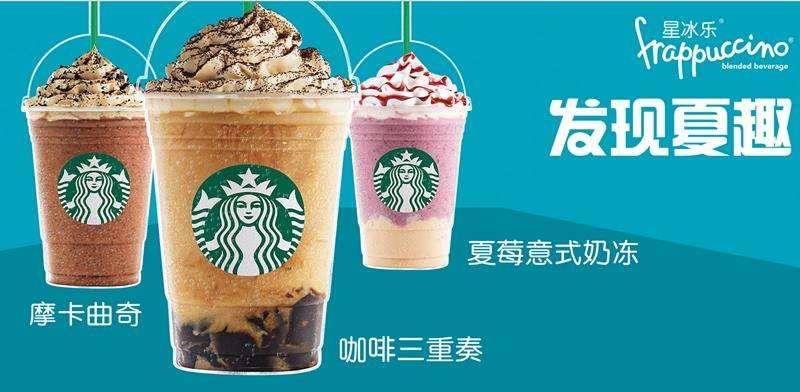 星冰乐®
frappuccino®
blended beverage
发现夏趣
夏莓意式奶冻
摩卡曲奇
咖啡三重奏